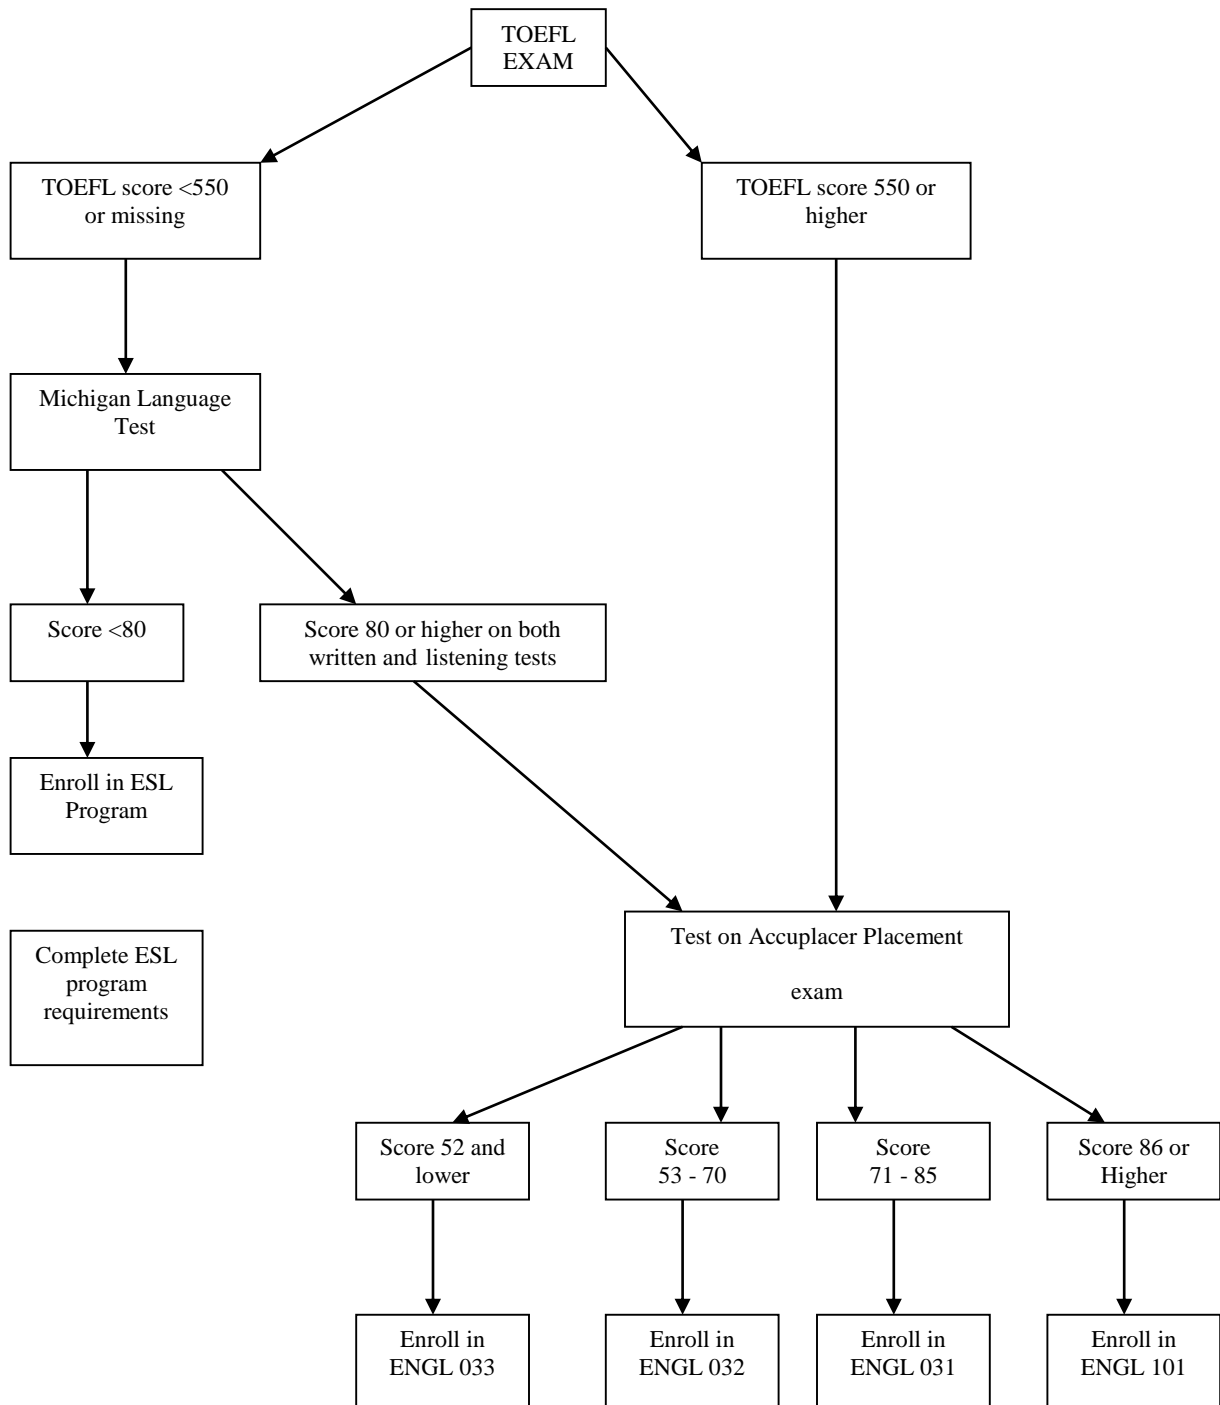 TOEFL
EXAM
TOEFL score <550
or missing
TOEFL score 550 or
higher
Michigan Language
Test
Score <80
Score 80 or higher on both
written and listening tests
Enroll in ESL
Program
Complete ESL
program
requirements
Test on Accuplacer Placement
exam
Score 52 and
lower
Score
53 - 70
Score
71 - 85
Score 86 or
Higher
Enroll in
ENGL 033
Enroll in
ENGL 032
Enroll in
ENGL 031
Enroll in
ENGL 101